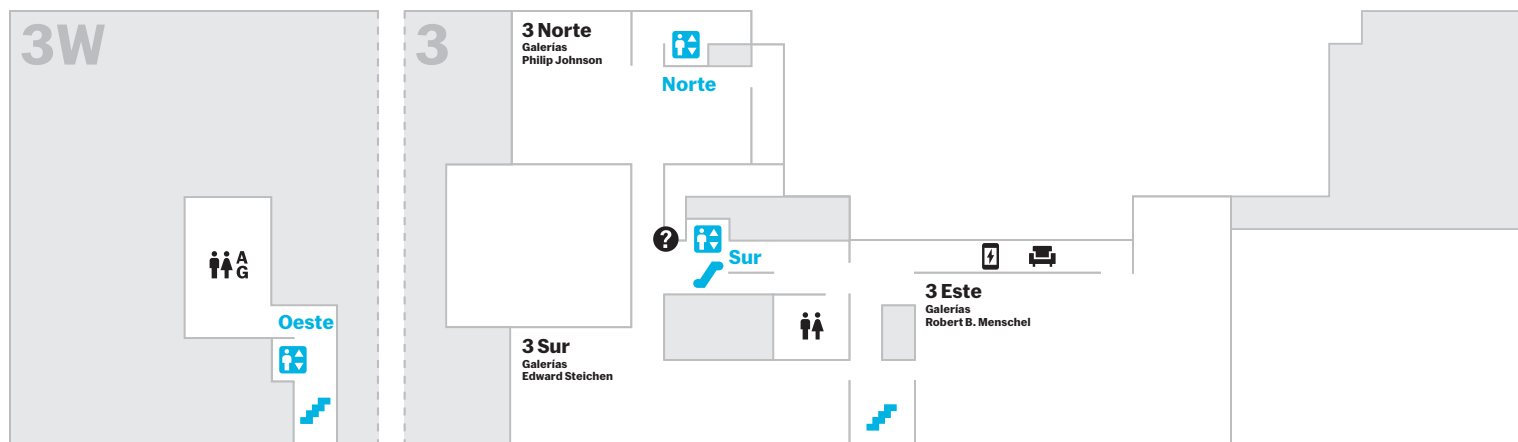 3W
3
3 Norte
Galerías
Philip Johnson
Norte
?
Sur
A
G
Oeste
3 Este
Galerías
Robert B. Menschel
3 Sur
Galerías
Edward Steichen